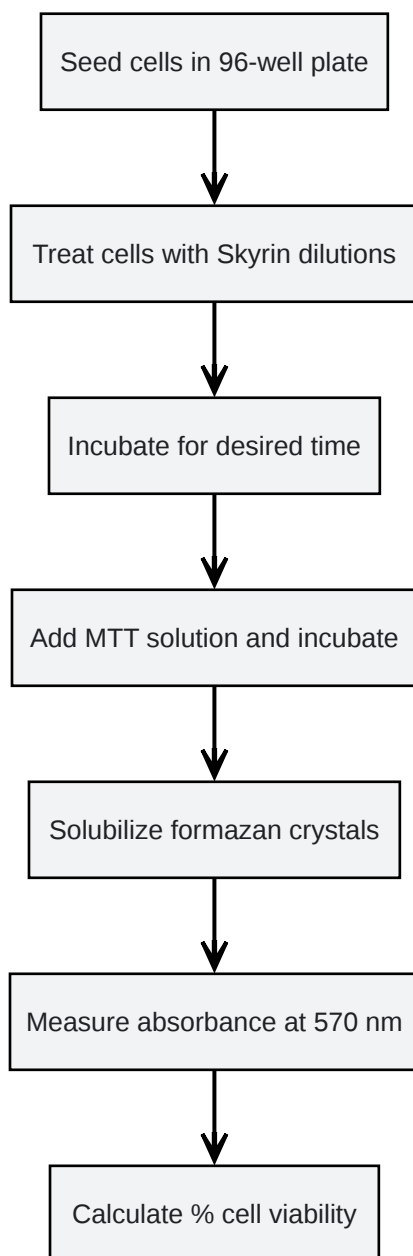 Seed cells in 96-well plate
Treat cells with Skyrin dilutions
Incubate for desired time
Add MTT solution and incubate
Solubilize formazan crystals
Measure absorbance at 570 nm
Calculate % cell viability